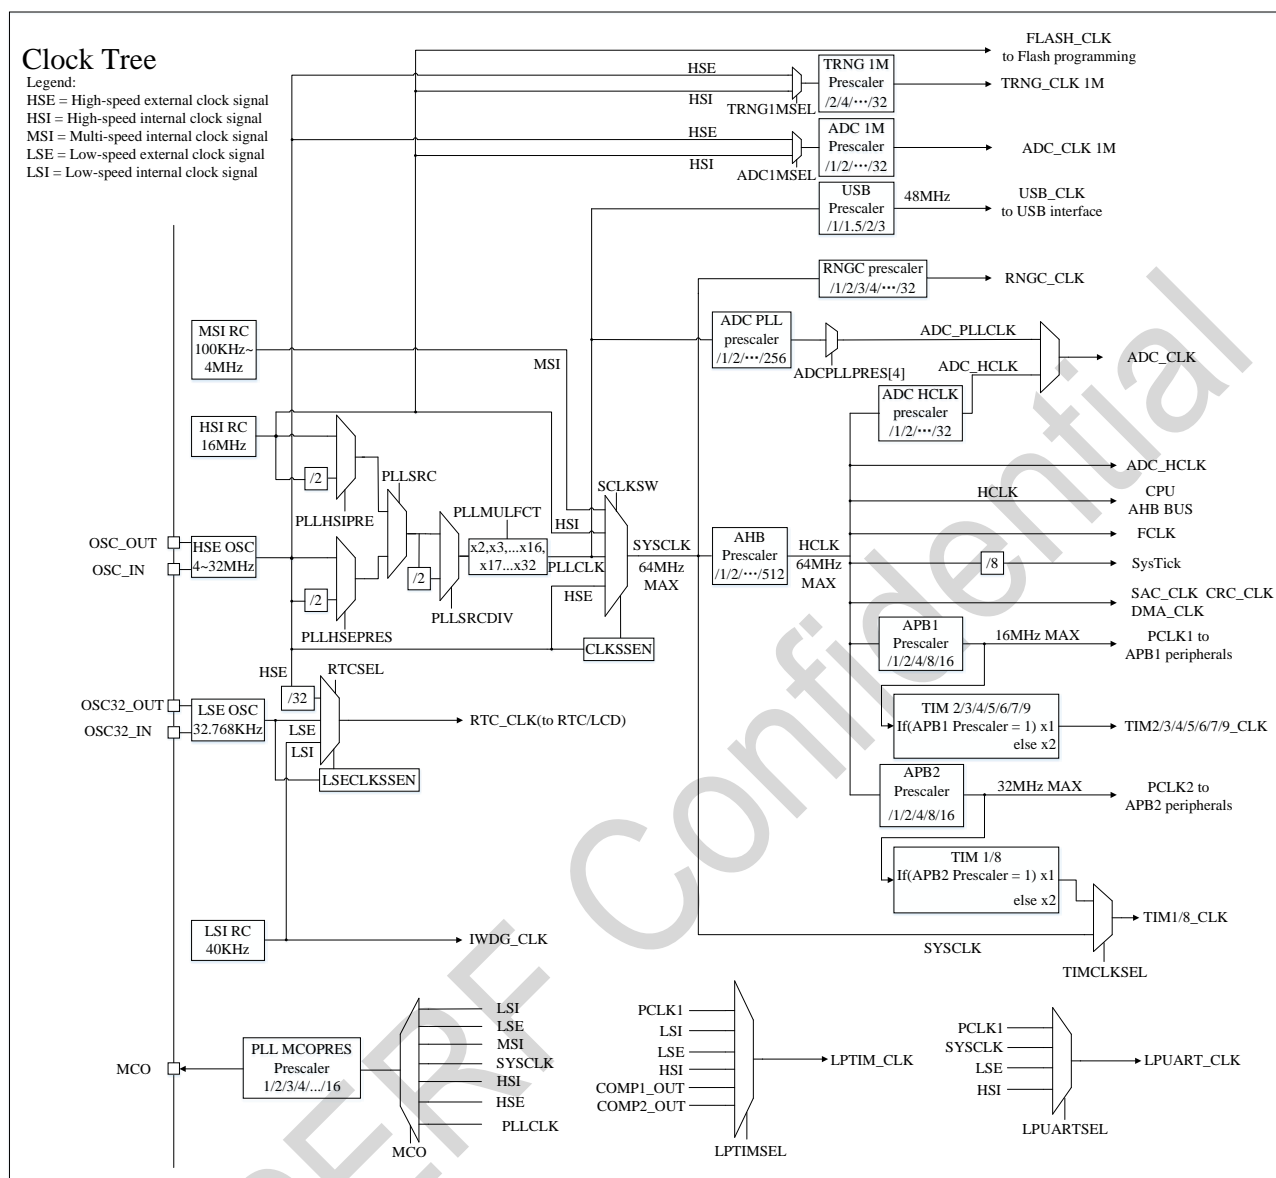 Clock Tree
Legend:
HSE = High-speed external clock signal
HSI = High-speed internal clock signal
MSI = Multi-speed internal clock signal
LSE = Low-speed external clock signal
LSI = Low-speed internal clock signal
FLASH_CLK
to Flash programming
HSE
HSI
TRNG1MSEL
TRNG 1M
Prescaler
/2/4/···/32
TRNG_CLK 1M
HSE
HSI
ADC1MSEL
ADC 1M
Prescaler
/1/2/···/32
ADC_CLK 1M
USB
Prescaler
/1/1.5/2/3
48MHz
USB_CLK
to USB interface
RNGC prescaler
/1/2/3/4/···/32
RNGC_CLK
MSI RC
100KHz~
4MHz
MSI
ADC PLL
prescaler
/1/2/···/256
ADCPLLPRES[4]
ADC_PLLCLK
ADC_HCLK
ADC_CLK
ADC HCLK
prescaler
/1/2/···/32
HSI RC
16MHz
/2
PLLHSIPRE
PLLSRC
PLLMULFCT
SCLKSW
HSI
ADC_HCLK
HCLK
CPU
AHB BUS
FCLK
OSC_OUT
OSC_IN
HSE OSC
4~32MHz
/2
PLLHSEPRES
/2
PLLSRCDIV
x2,x3,...x16,
x17...x32
PLLCLK
HSE
CLKSSEN
SYSCLK
64MHz
MAX
AHB
Prescaler
/1/2/···/512
HCLK
64MHz
MAX
/8
SysTick
SAC_CLK CRC_CLK
DMA_CLK
APB1
Prescaler
/1/2/4/8/16
16MHz MAX
PCLK1 to
APB1 peripherals
HSE
/32
RTCSEL
OSC32_OUT
OSC32_IN
LSE OSC
32.768KHz
LSE
LSI
LSECLKSSEN
RTC_CLK(to RTC/LCD)
TIM 2/3/4/5/6/7/9
If(APB1 Prescaler = 1) x1
else x2
TIM2/3/4/5/6/7/9_CLK
APB2
Prescaler
/1/2/4/8/16
32MHz MAX
PCLK2 to
APB2 peripherals
TIM 1/8
If(APB2 Prescaler = 1) x1
else x2
TIM1/8_CLK
SYSCLK
TIMCLKSEL
LSI RC
40KHz
IWDG_CLK
MCO
PLL MCOPRES
Prescaler
1/2/3/4/.../16
LSI
LSE
MSI
SYSCLK
HSI
HSE
PLLCLK
MCO
PCLK1
LSI
LSE
HSI
COMP1_OUT
COMP2_OUT
LPTIM_CLK
LPTIMSEL
PCLK1
SYSCLK
LSE
HSI
LPUART_CLK
LPUARTSEL
Confidential